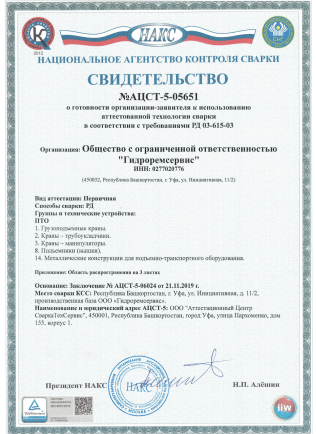 НАКС
2012
НАЦИОНАЛЬНОЕ АГЕНТСТВО КОНТРОЛЯ СВАРКИ
СВИДЕТЕЛЬСТВО
№АЦСТ-5-05651
о готовности организации-заявителя к использованию
аттестованной технологии сварки
в соответствии с требованиями РД 03-615-03
Организация: Общество с ограниченной ответственностью
"Гидроремсервис"
ИНН: 0277020776
(450032, Республика Башкортостан, г. Уфа, ул. Инициативная, 11/2)
Вид аттестации: Первичная
Способы сварки: РД
Группы и технические устройства:
ПТО
1. Грузоподъемные краны.
2. Краны – трубоукладчики.
3. Краны – манипуляторы.
8. Подъемники (вышки).
14. Металлические конструкции для подъемно-транспортного оборудования.
Приложение: Область распространения на 3 листах
Основание: Заключение № АЦСТ-5-06024 от 21.11.2019 г.
Место сварки КСС: Республика Башкортостан, г. Уфа, ул. Инициативная, д. 11/2,
производственная база ООО «Гидроремсервис».
Наименование и юридический адрес АЦСТ-5: ООО "Аттестационный Центр
СваркаТехСервис", 450001, Республика Башкортостан, город Уфа, улица Пархоменко, дом
155, корпус 1.
Президент НАКС
Н.П. Алёшин
iiw